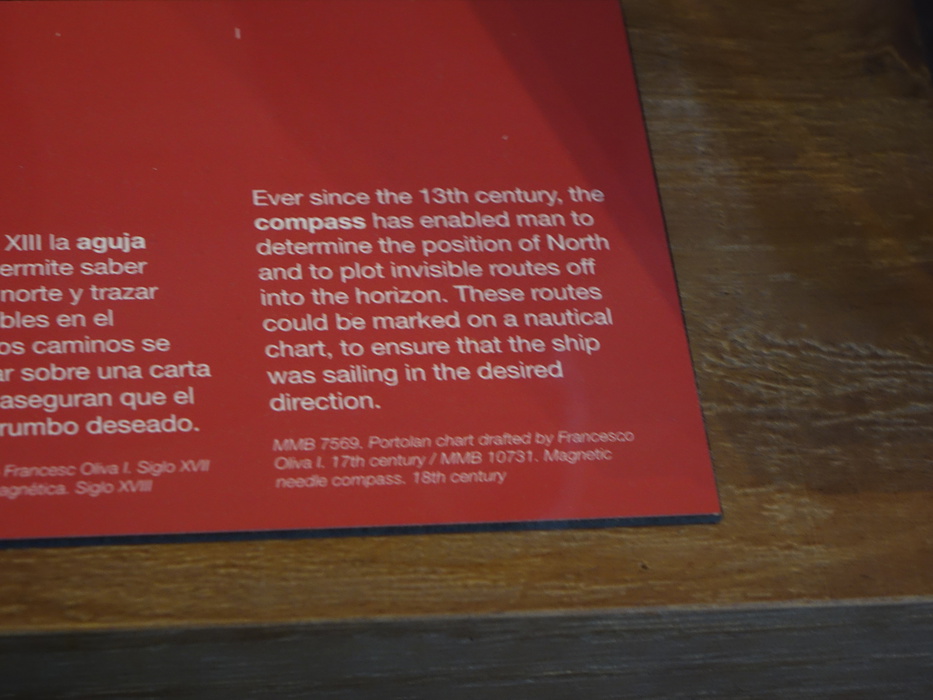 XIII la aguja
ermite saber
norte y trazar
bles en el
os caminos se
ar sobre una carta
aseguran que el
rumbo deseado.
Francesc Oliva I. Siglo XVII
agnética. Siglo XVIII
Ever since the 13th century, the
compass has enabled man to
determine the position of North
and to plot invisible routes off
into the horizon. These routes
could be marked on a nautical
chart, to ensure that the ship
was sailing in the desired
direction.
MMB 7569. Portolan chart drafted by Francesco
Oliva I. 17th century / MMB 10731. Magnetic
needle compass. 18th century